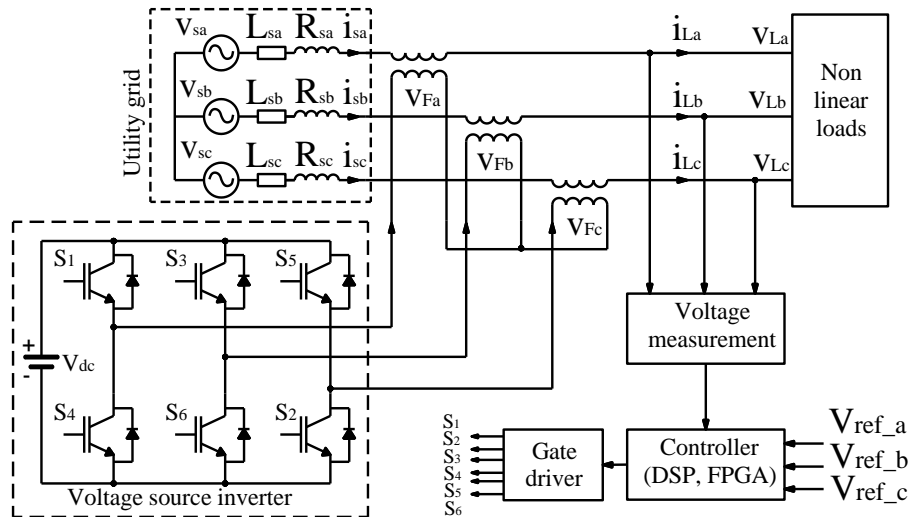 Utility grid
Vsa Lsa Rsa isa
Vsb Lsb Rsb isb
Vsc Lsc Rsc isc
VFa
VFb
VFc
iLa VLa
iLb VLb
iLc VLc
Non
linear
loads
S1 S3 S5
+
Vdc
-
S4 S6 S2
Voltage source inverter
Voltage
measurement
Controller
(DSP, FPGA)
Vref_a
Vref_b
Vref_c
Gate
driver
S1
S2
S3
S4
S5
S6